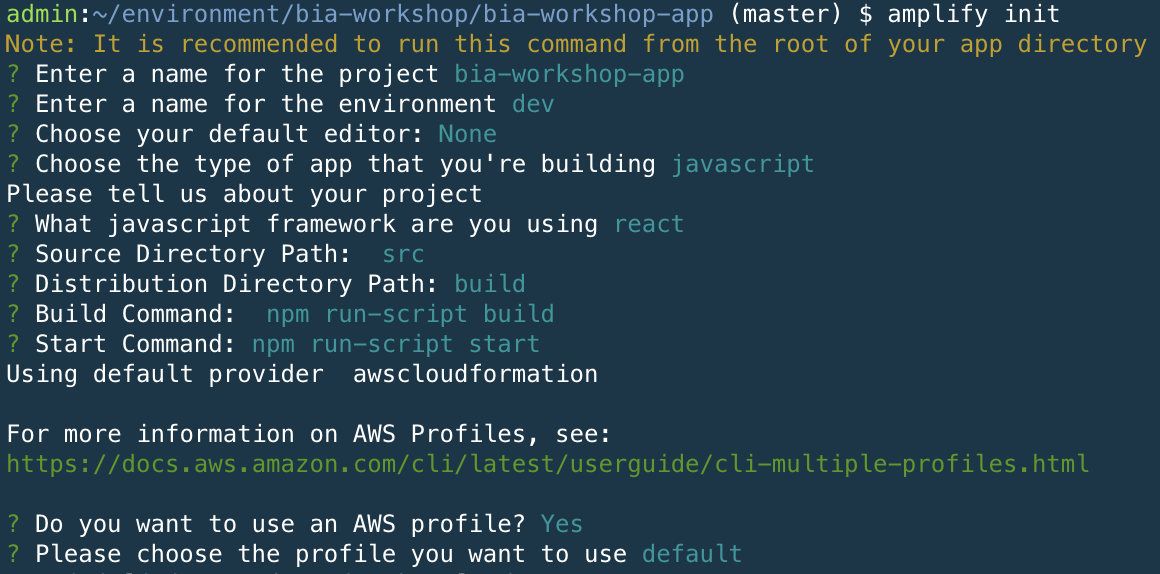 admin:~/environment/bia-workshop/bia-workshop-app (master) $ amplify init
Note: It is recommended to run this command from the root of your app directory
? Enter a name for the project bia-workshop-app
? Enter a name for the environment dev
? Choose your default editor: None
? Choose the type of app that you're building javascript
Please tell us about your project
? What javascript framework are you using react
? Source Directory Path:  src
? Distribution Directory Path: build
? Build Command:  npm run-script build
? Start Command: npm run-script start
Using default provider  awscloudformation
For more information on AWS Profiles, see:
https://docs.aws.amazon.com/cli/latest/userguide/cli-multiple-profiles.html
? Do you want to use an AWS profile? Yes
? Please choose the profile you want to use default